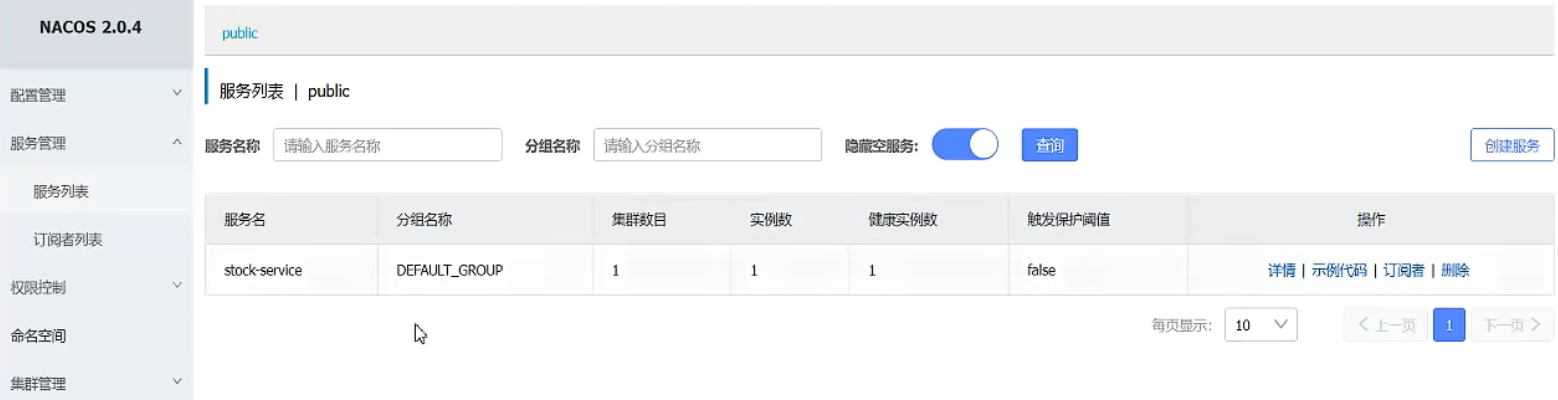 NACOS 2.0.4
配置管理
服务管理
服务列表
订阅者列表
权限控制
命名空间
集群管理
public
服务列表 | public
服务名称 请输入服务名称 分组名称 请输入分组名称 隐藏空服务: 查询 创建服务
服务名 分组名称 集群数目 实例数 健康实例数 触发保护阈值 操作
stock-service DEFAULT_GROUP 1 1 1 false 详情 | 示例代码 | 订阅者 | 删除
每页显示: 10 上一页 1 下一页